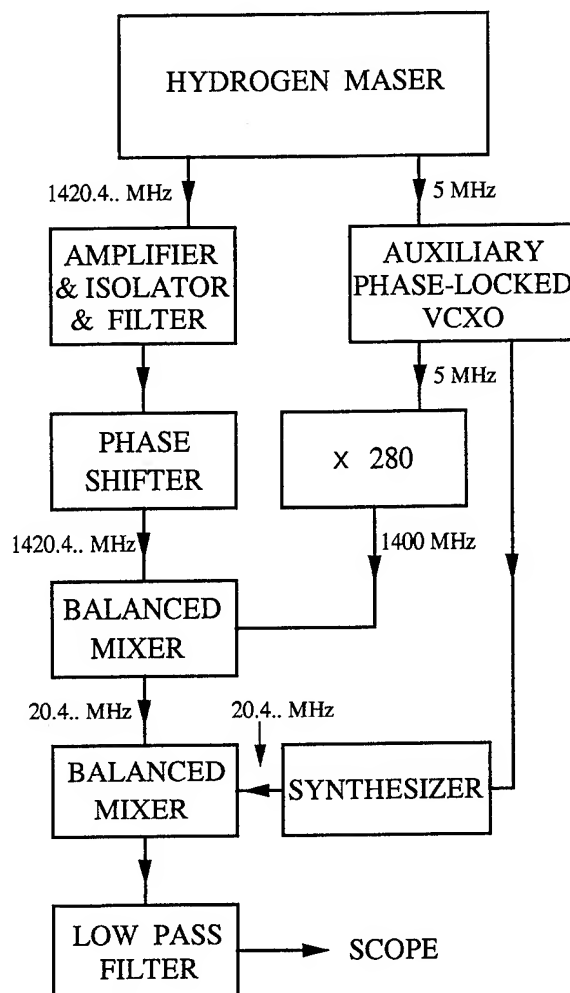 HYDROGEN MASER
1420.4.. MHz
5 MHz
AMPLIFIER
& ISOLATOR
& FILTER
AUXILIARY
PHASE-LOCKED
VCXO
5 MHz
PHASE
SHIFTER
X 280
1420.4.. MHz
1400 MHz
BALANCED
MIXER
20.4.. MHz
20.4.. MHz
BALANCED
MIXER
SYNTHESIZER
LOW PASS
FILTER
SCOPE